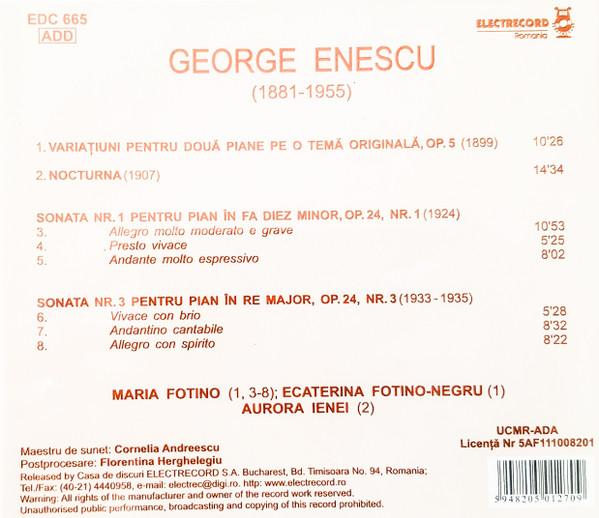 EDC 665
ADD
ELECTRECORD
Romania
GEORGE ENESCU
(1881-1955)
1. VARIAȚIUNI PENTRU DOUĂ PIANE PE O TEMĂ ORIGINALĂ, OP. 5 (1899) 10'26
2. NOCTURNA (1907) 14'34
SONATA NR. 1 PENTRU PIAN ÎN FA DIEZ MINOR, OP. 24, NR. 1 (1924)
3. Allegro molto moderato e grave 10'53
4. Presto vivace 5'25
5. Andante molto espressivo 8'02
SONATA NR. 3 PENTRU PIAN ÎN RE MAJOR, OP. 24, NR. 3 (1933 - 1935)
6. Vivace con brio 5'28
7. Andantino cantabile 8'32
8. Allegro con spirito 8'22
MARIA FOTINO (1, 3-8); ECATERINA FOTINO-NEGRU (1)
AURORA IENEI (2)
UCMR-ADA
Licență Nr 5AF111008201
Maestru de sunet: Cornelia Andreescu
Postprocesare: Florentina Herghelegiu
Released by Casa de discuri ELECTRECORD S.A. Bucharest, Bd. Timisoara No. 94, Romania;
Tel./Fax: (40-21) 4440958, e-mail: electrec@digi.ro. http: www.electrecord.ro
Warning: All rights of the manufacturer and owner of the record work reserved.
Unauthorised public performance, broadcasting and copying of this record prohibited.
5 948205 012709